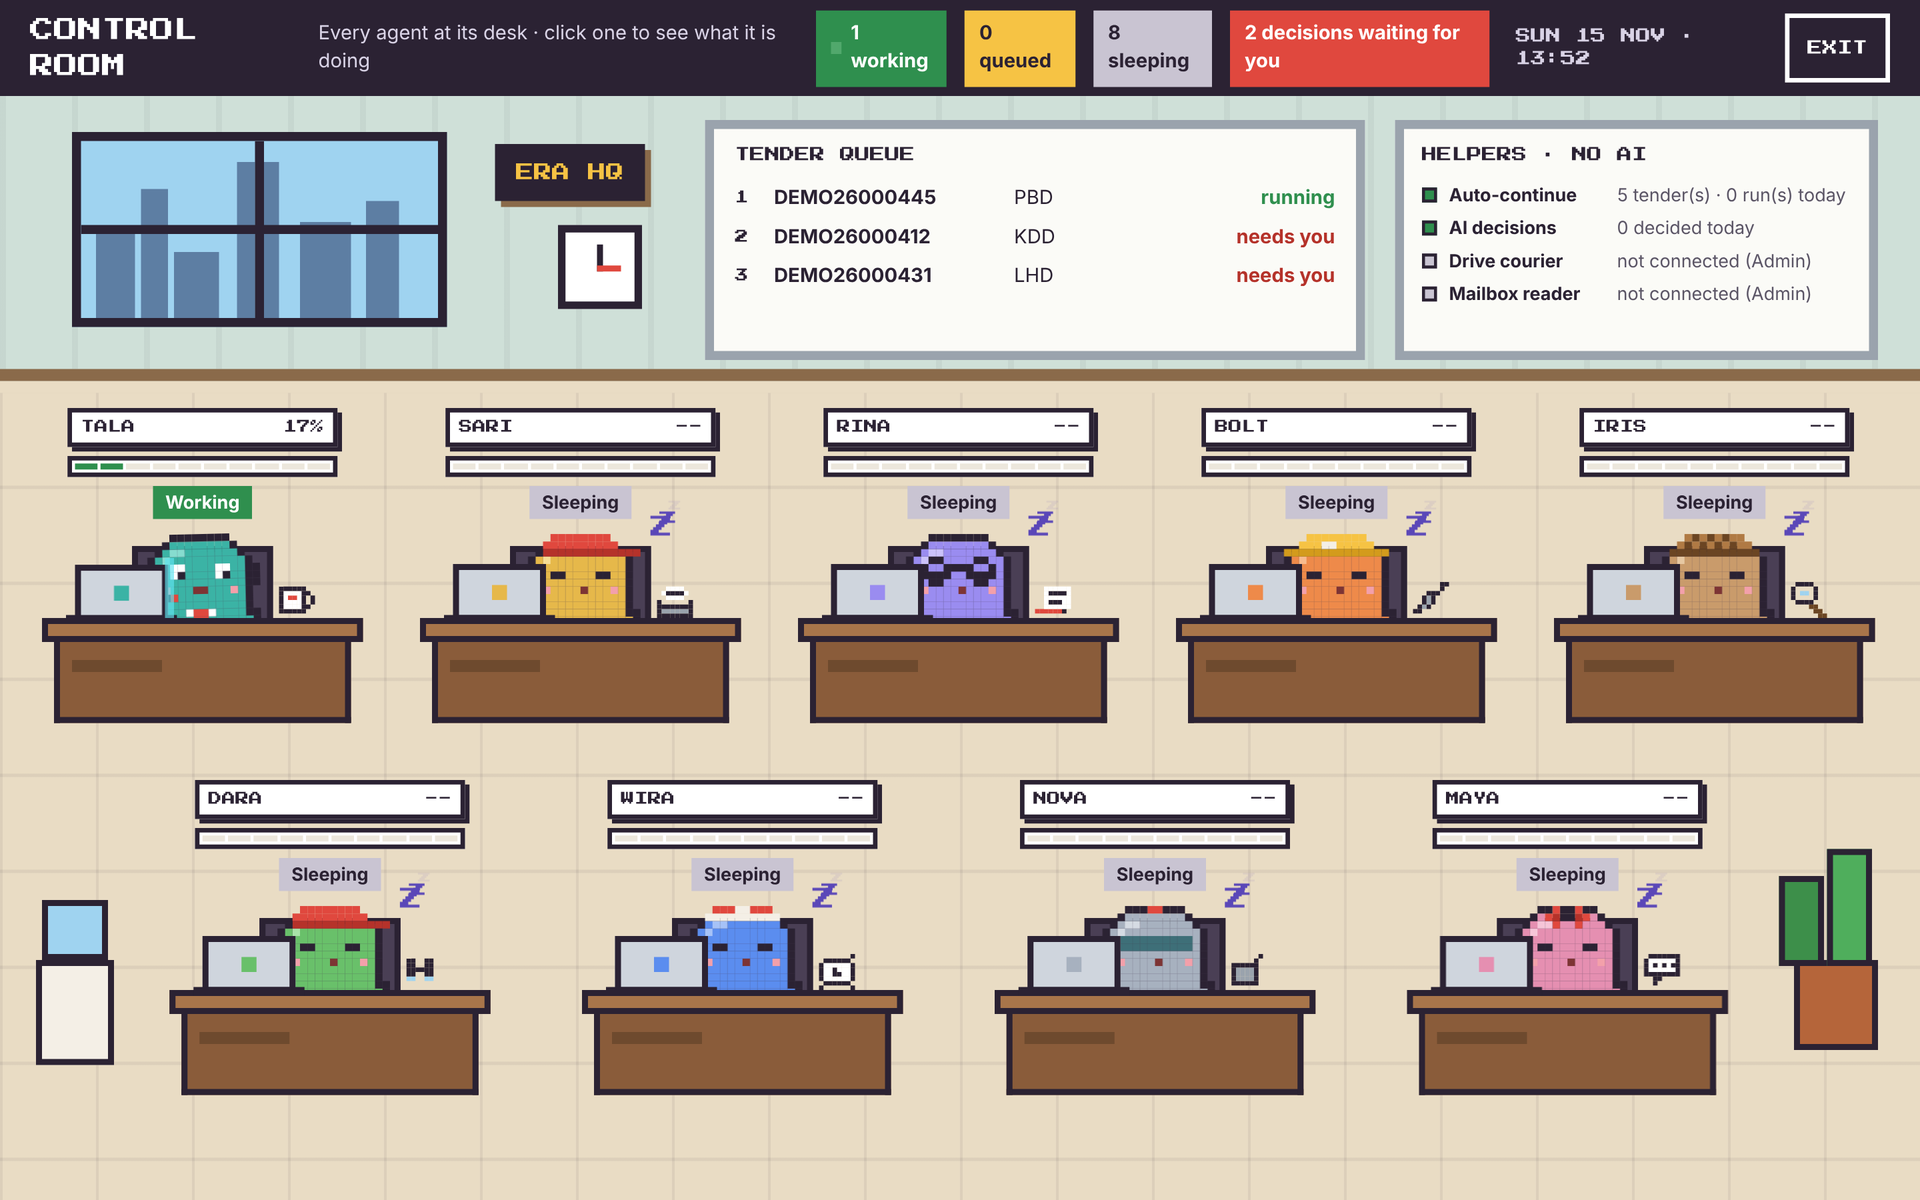 CONTROL
ROOM
Every agent at its desk · click one to see what it is
doing
1
working
0
queued
8
sleeping
2 decisions waiting for
you
SUN 15 NOV ·
13:52
EXIT
ERA HQ
TENDER QUEUE
1 DEMO26000445 PBD running
2 DEMO26000412 KDD needs you
3 DEMO26000431 LHD needs you
HELPERS · NO AI
Auto-continue 5 tender(s) · 0 run(s) today
AI decisions 0 decided today
Drive courier not connected (Admin)
Mailbox reader not connected (Admin)
TALA 17%
Working
SARI --
Sleeping
Z
RINA --
Sleeping
Z
BOLT --
Sleeping
Z
IRIS --
Sleeping
Z
DARA --
Sleeping
Z
WIRA --
Sleeping
Z
NOVA --
Sleeping
Z
MAYA --
Sleeping
Z